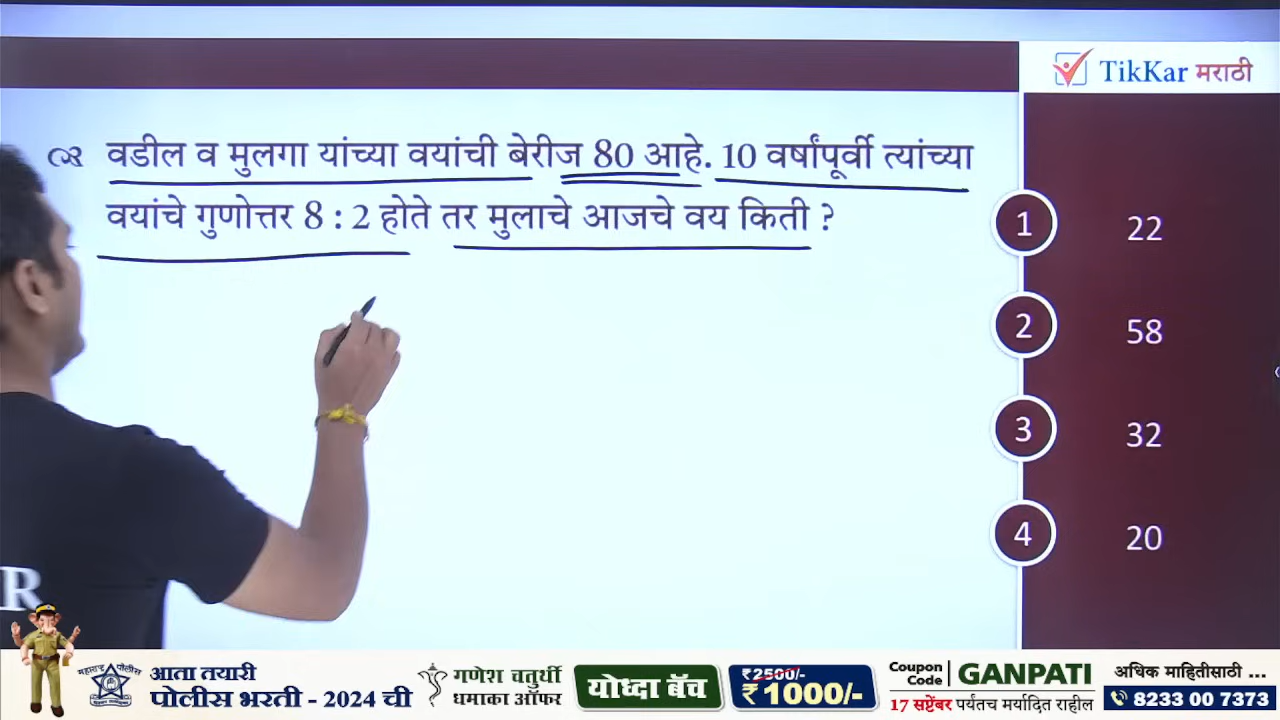 TikKar मराठी
वडील व मुलगा यांच्या वयांची बेरीज 80 आहे. 10 वर्षांपूर्वी त्यांच्या
वयांचे गुणोत्तर 8 : 2 होते तर मुलाचे आजचे वय किती ?
1 22
2 58
3 32
4 20
R
महाराष्ट्र पोलीस
आता तयारी
पोलीस भरती - 2024 ची
गणेश चतुर्थी
धमाका ऑफर
योध्दा बॅच
₹2500/-
₹1000/-
Coupon Code GANPATI
17 सप्टेंबर पर्यंतच मर्यादित राहील
अधिक माहितीसाठी ...
8233 00 7373